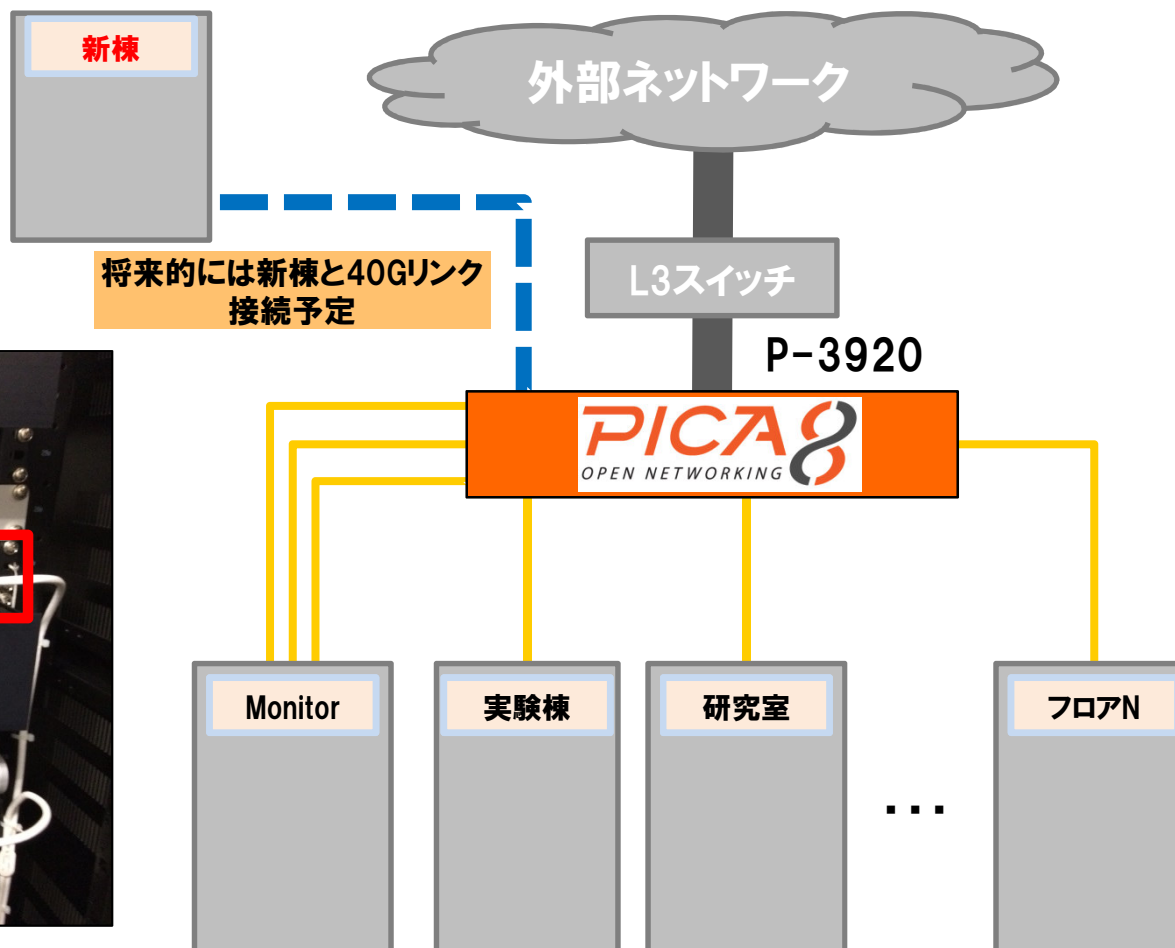 新棟
外部ネットワーク
将来的には新棟と40Gリンク
接続予定
L3スイッチ
P-3920
PICA8
OPEN NETWORKING
Monitor
実験棟
研究室
フロアN
...